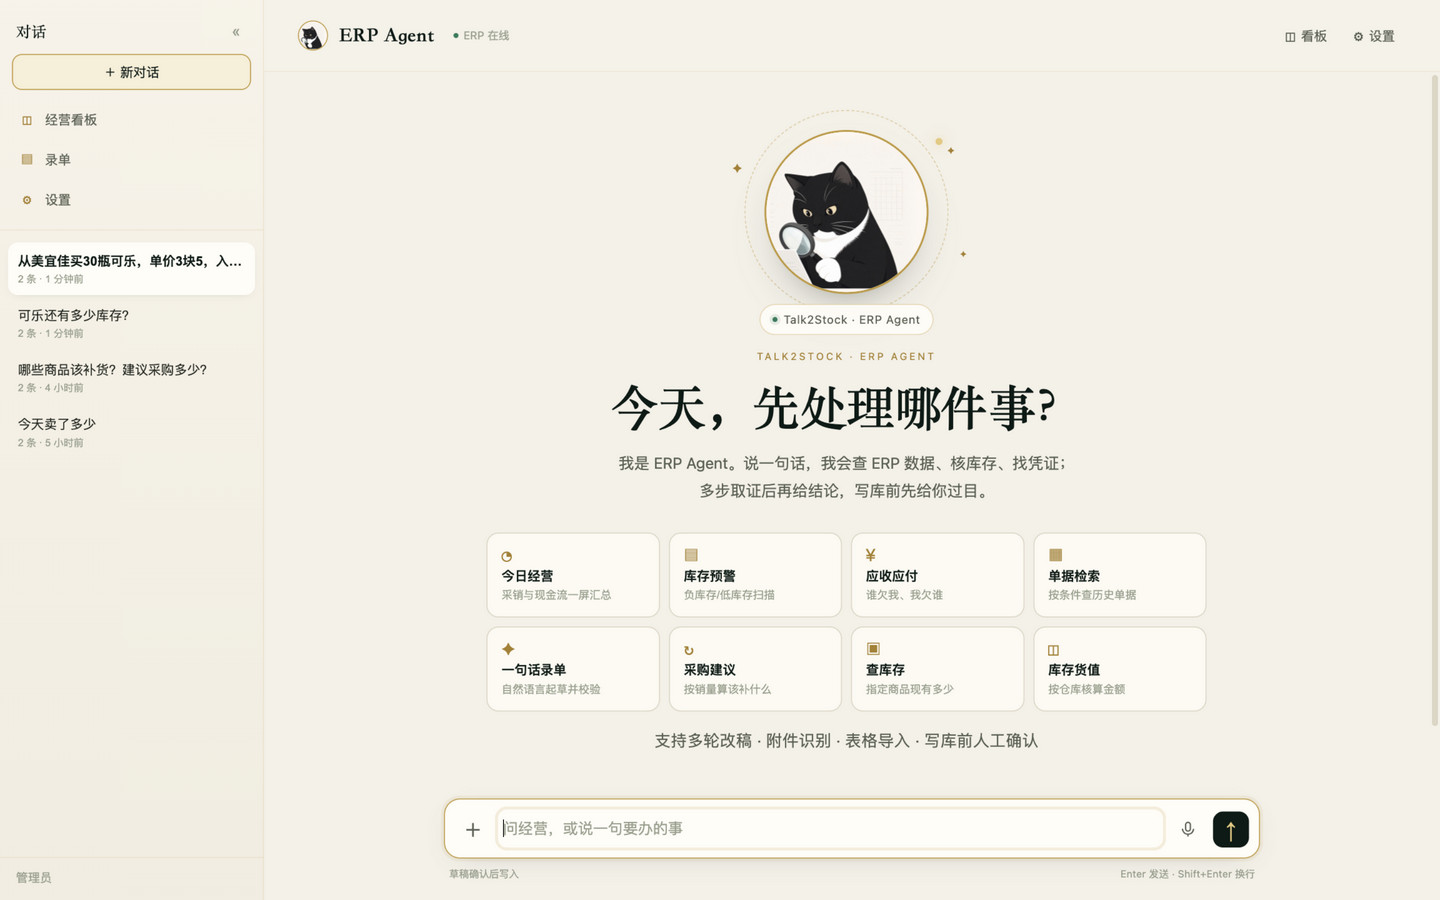 对话
«
+ 新对话
经营看板
录单
设置
从美宜佳买30瓶可乐，单价3块5，入...
2 条 · 1 分钟前
可乐还有多少库存？
2 条 · 1 分钟前
哪些商品该补货？建议采购多少？
2 条 · 4 小时前
今天卖了多少
2 条 · 5 小时前
管理员
ERP Agent
ERP 在线
看板
设置
Talk2Stock · ERP Agent
TALK2STOCK · ERP AGENT
今天，先处理哪件事？
我是 ERP Agent。说一句话，我会查 ERP 数据、核库存、找凭证；
多步取证后再给结论，写库前先给你过目。
今日经营
采销与现金流一屏汇总
库存预警
负库存/低库存扫描
¥
应收应付
谁欠我、我欠谁
单据检索
按条件查历史单据
一句话录单
自然语言起草并校验
采购建议
按销量算该补什么
查库存
指定商品现有多少
库存货值
按仓库核算金额
支持多轮改稿 · 附件识别 · 表格导入 · 写库前人工确认
问经营，或说一句要办的事
草稿确认后写入
Enter 发送 · Shift+Enter 换行